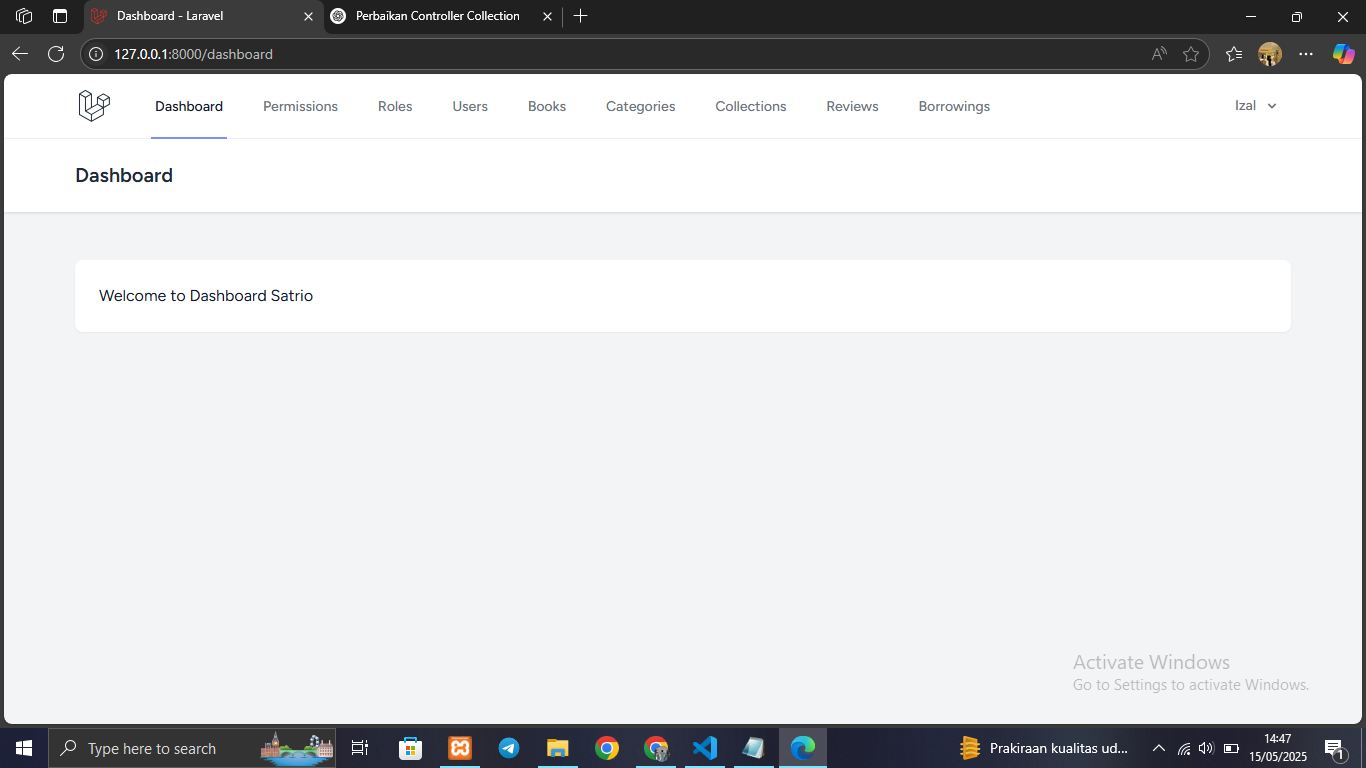 Dashboard - Laravel
Perbaikan Controller Collection
127.0.0.1:8000/dashboard
Dashboard Permissions Roles Users Books Categories Collections Reviews Borrowings Izal
Dashboard
Welcome to Dashboard Satrio
Activate Windows
Go to Settings to activate Windows.
Type here to search
Prakiraan kualitas ud...
14:47
15/05/2025
1